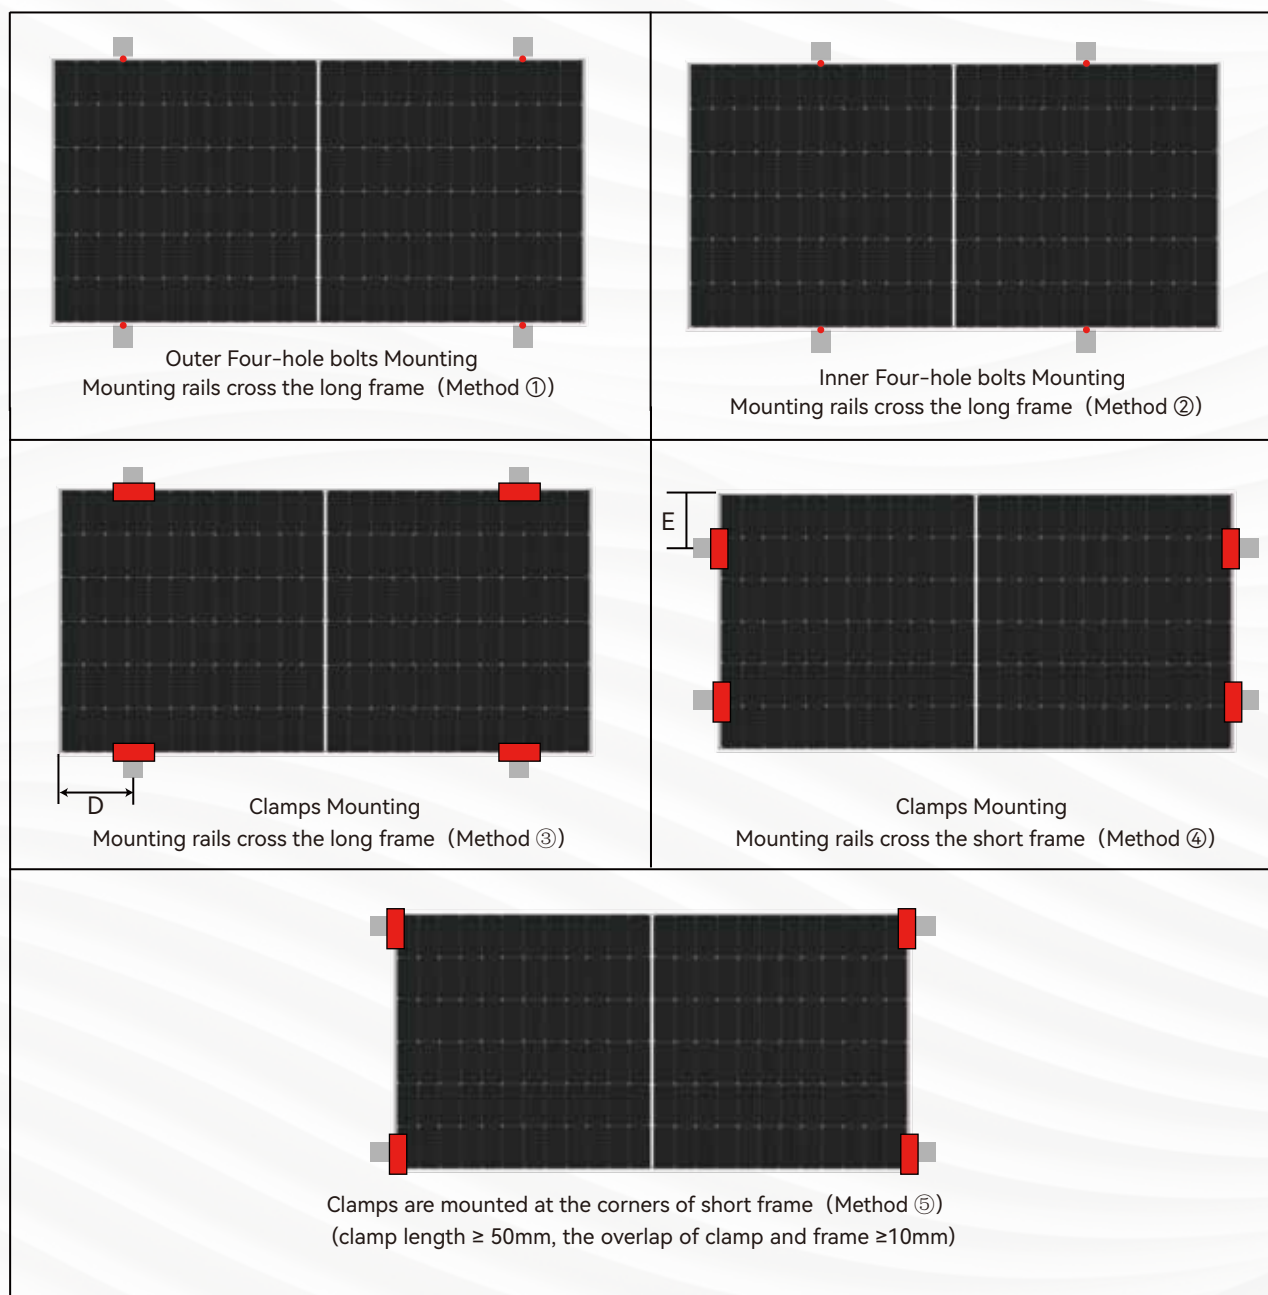 Outer Four-hole bolts Mounting
Mounting rails cross the long frame（Method ①）
Inner Four-hole bolts Mounting
Mounting rails cross the long frame（Method ②）
D
Clamps Mounting
Mounting rails cross the long frame（Method ③）
E
Clamps Mounting
Mounting rails cross the short frame（Method ④）
Clamps are mounted at the corners of short frame（Method ⑤）
（clamp length ≥ 50mm, the overlap of clamp and frame ≥10mm）